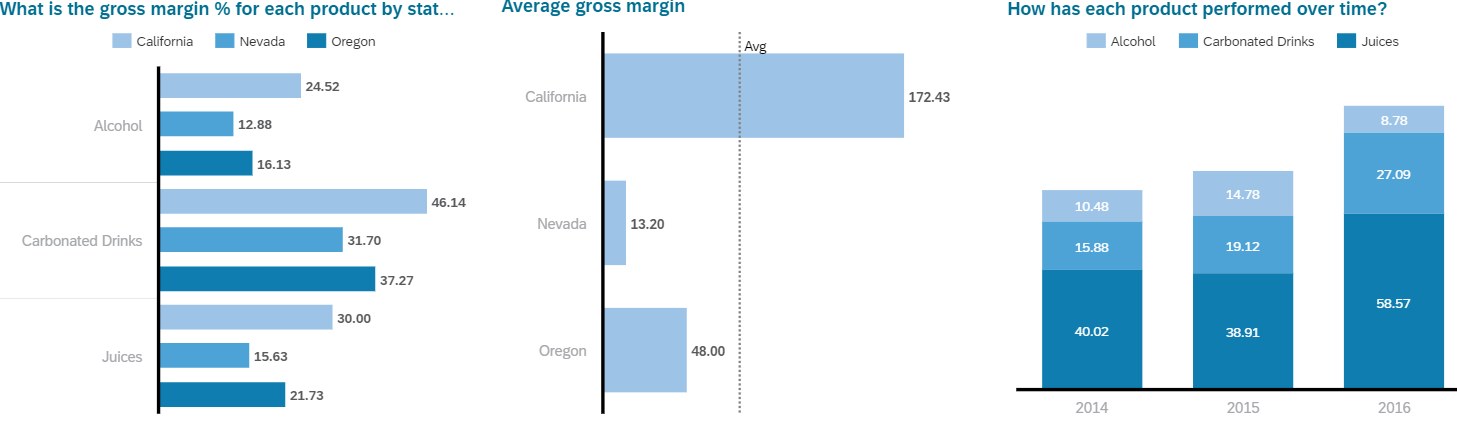 What is the gross margin % for each product by stat...
California Nevada Oregon
Alcohol
24.52
12.88
16.13
Carbonated Drinks
46.14
31.70
37.27
Juices
30.00
15.63
21.73
Average gross margin
Avg
California
172.43
Nevada
13.20
Oregon
48.00
How has each product performed over time?
Alcohol Carbonated Drinks Juices
10.48
15.88
40.02
14.78
19.12
38.91
8.78
27.09
58.57
2014 2015 2016